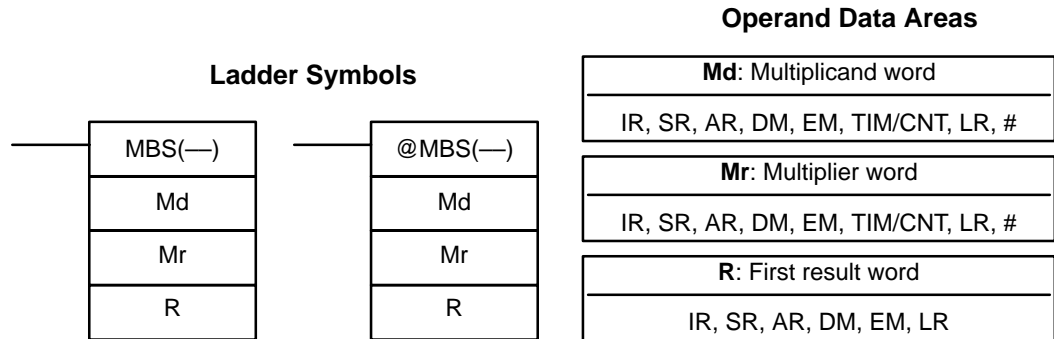 Operand Data Areas
Ladder Symbols
MBS(––)
Md
Mr
R
@MBS(––)
Md
Mr
R
Md: Multiplicand word
IR, SR, AR, DM, EM, TIM/CNT, LR, #
Mr: Multiplier word
IR, SR, AR, DM, EM, TIM/CNT, LR, #
R: First result word
IR, SR, AR, DM, EM, LR